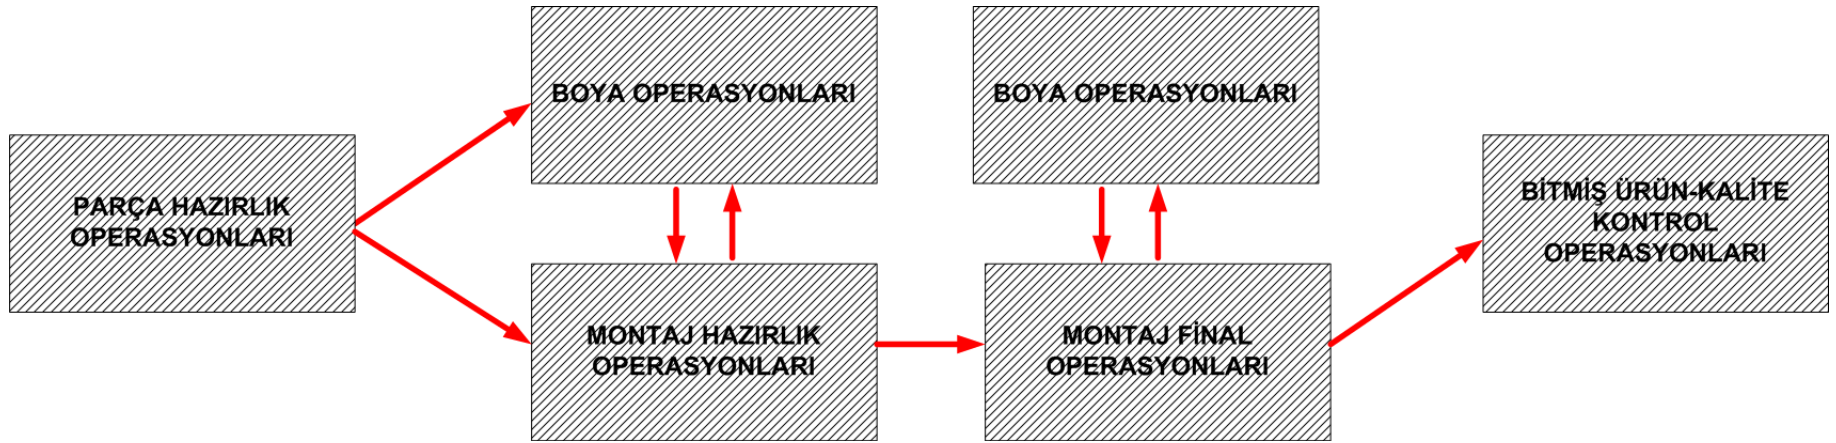 BOYA OPERASYONLARI
BOYA OPERASYONLARI
PARÇA HAZIRLIK
OPERASYONLARI
BİTMİŞ ÜRÜN-KALİTE
KONTROL
OPERASYONLARI
MONTAJ HAZIRLIK
OPERASYONLARI
MONTAJ FİNAL
OPERASYONLARI